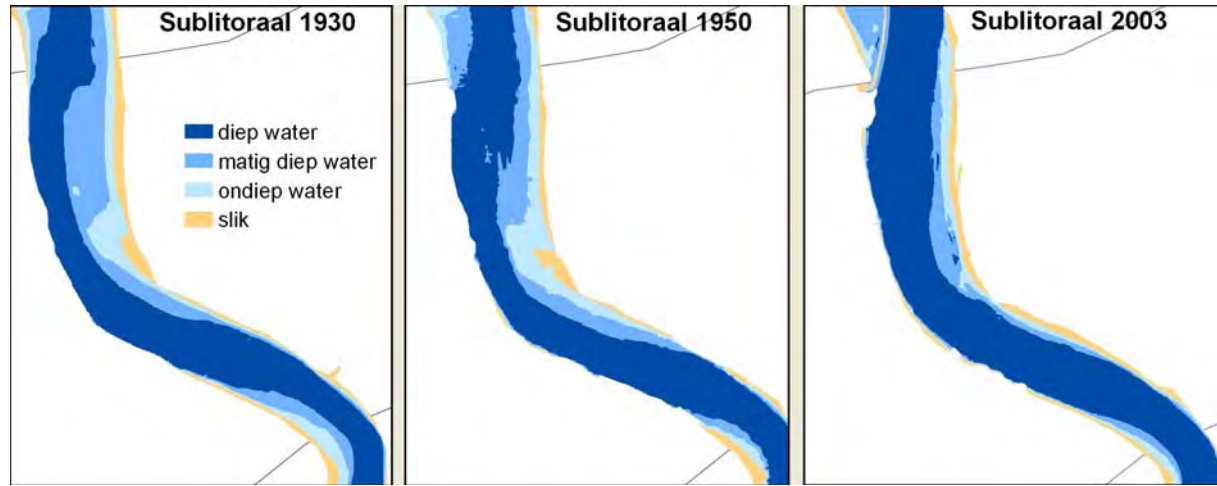 Sublitoraal 1930
diep water
matig diep water
ondiep water
slik
Sublitoraal 1950
Sublitoraal 2003